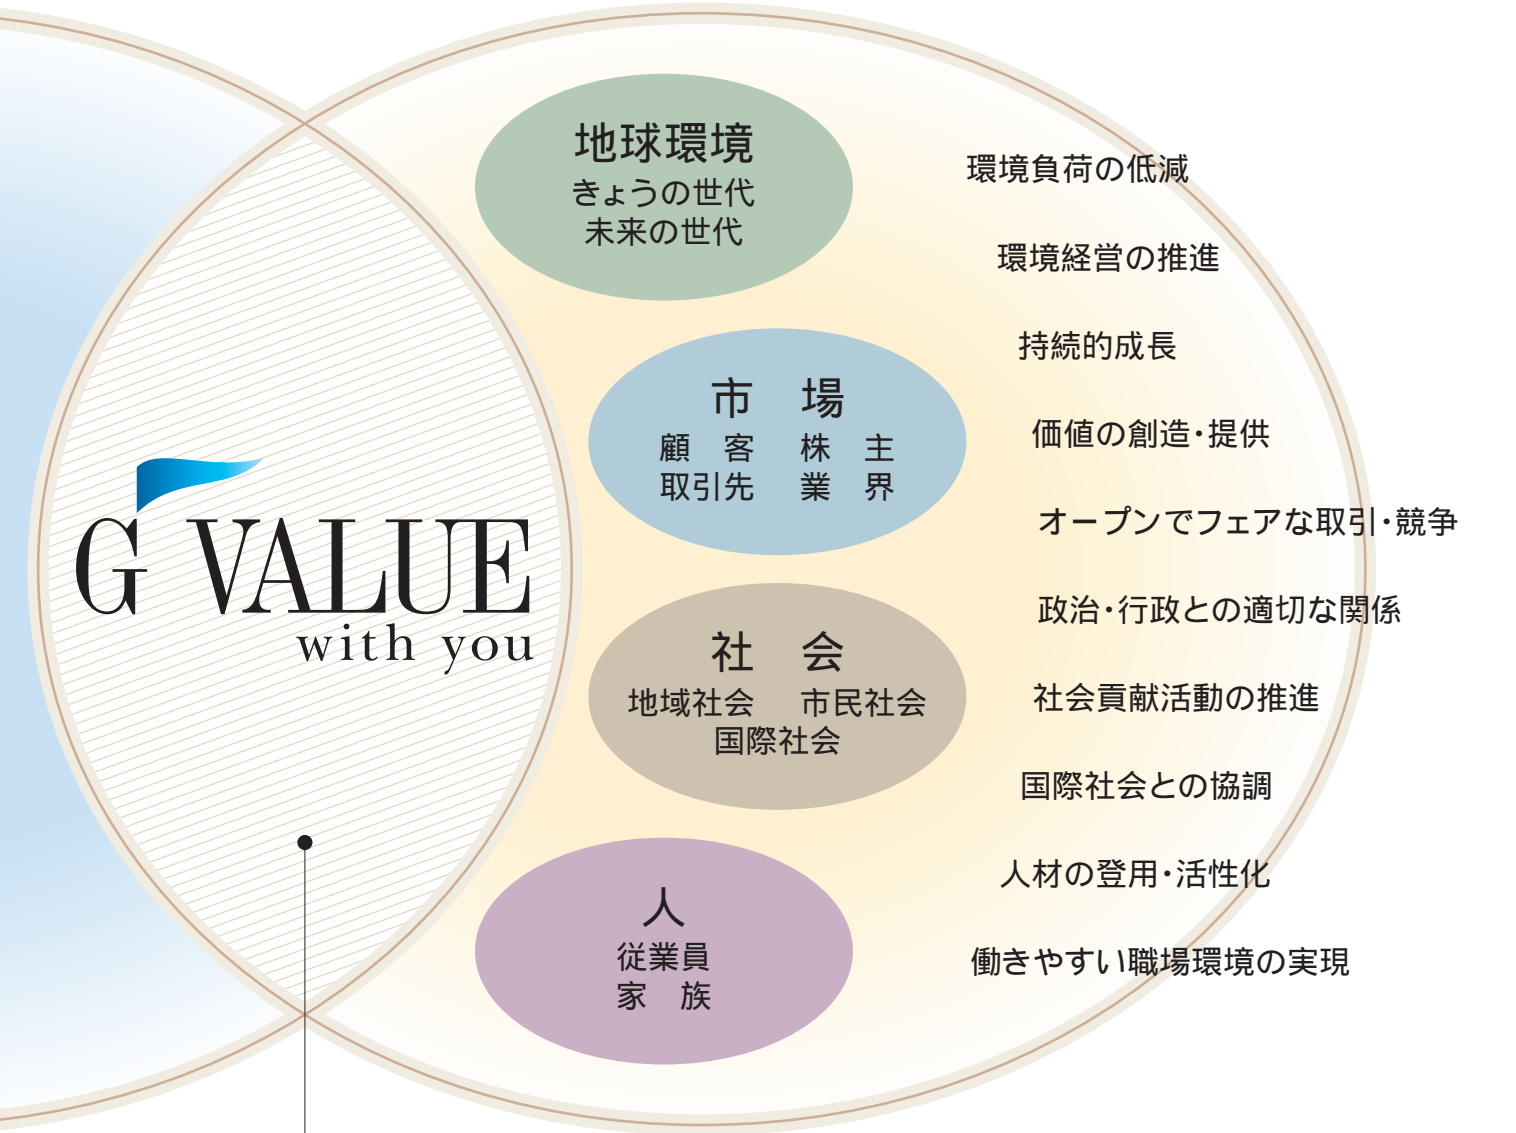 G VALUE
with you
地球環境
きょうの世代
未来の世代
市　場
顧　客　株　主
取引先　業　界
社　会
地域社会　市民社会
国際社会
人
従業員
家　族
環境負荷の低減
環境経営の推進
持続的成長
価値の創造・提供
オープンでフェアな取引・競争
政治・行政との適切な関係
社会貢献活動の推進
国際社会との協調
人材の登用・活性化
働きやすい職場環境の実現